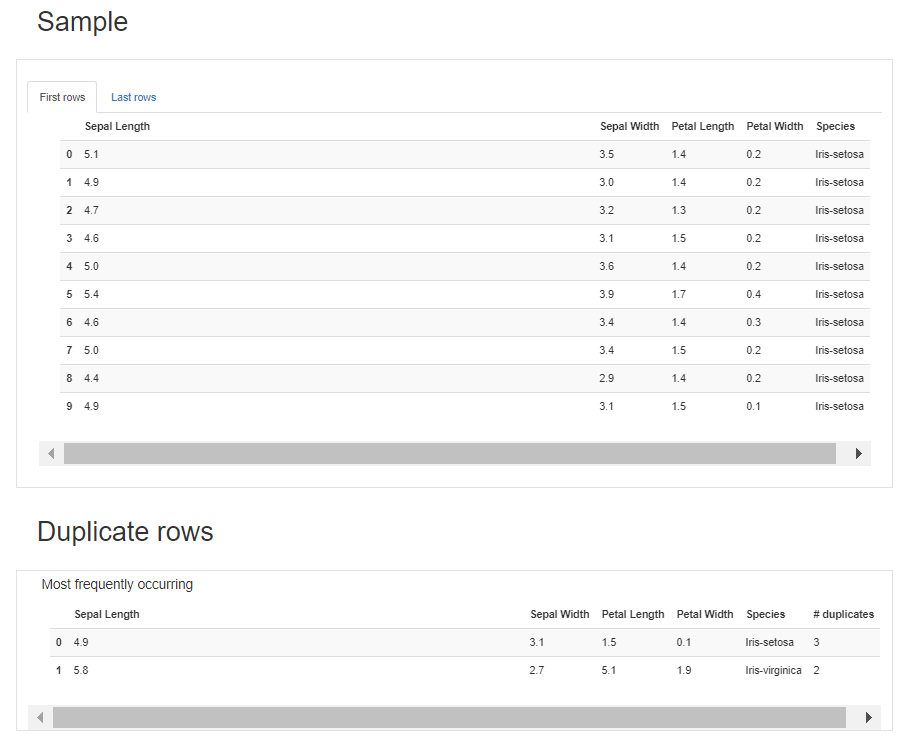 Sample
First rows Last rows
Sepal Length Sepal Width Petal Length Petal Width Species
0 5.1 3.5 1.4 0.2 Iris-setosa
1 4.9 3.0 1.4 0.2 Iris-setosa
2 4.7 3.2 1.3 0.2 Iris-setosa
3 4.6 3.1 1.5 0.2 Iris-setosa
4 5.0 3.6 1.4 0.2 Iris-setosa
5 5.4 3.9 1.7 0.4 Iris-setosa
6 4.6 3.4 1.4 0.3 Iris-setosa
7 5.0 3.4 1.5 0.2 Iris-setosa
8 4.4 2.9 1.4 0.2 Iris-setosa
9 4.9 3.1 1.5 0.1 Iris-setosa
Duplicate rows
Most frequently occurring
Sepal Length Sepal Width Petal Length Petal Width Species # duplicates
0 4.9 3.1 1.5 0.1 Iris-setosa 3
1 5.8 2.7 5.1 1.9 Iris-virginica 2